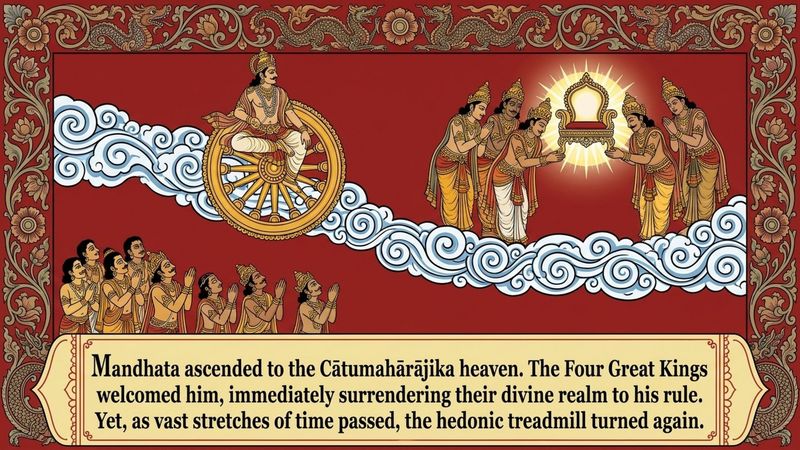 Mandhata ascended to the Cātumahārājika heaven. The Four Great Kings
welcomed him, immediately surrendering their divine realm to his rule.
Yet, as vast stretches of time passed, the hedonic treadmill turned again.